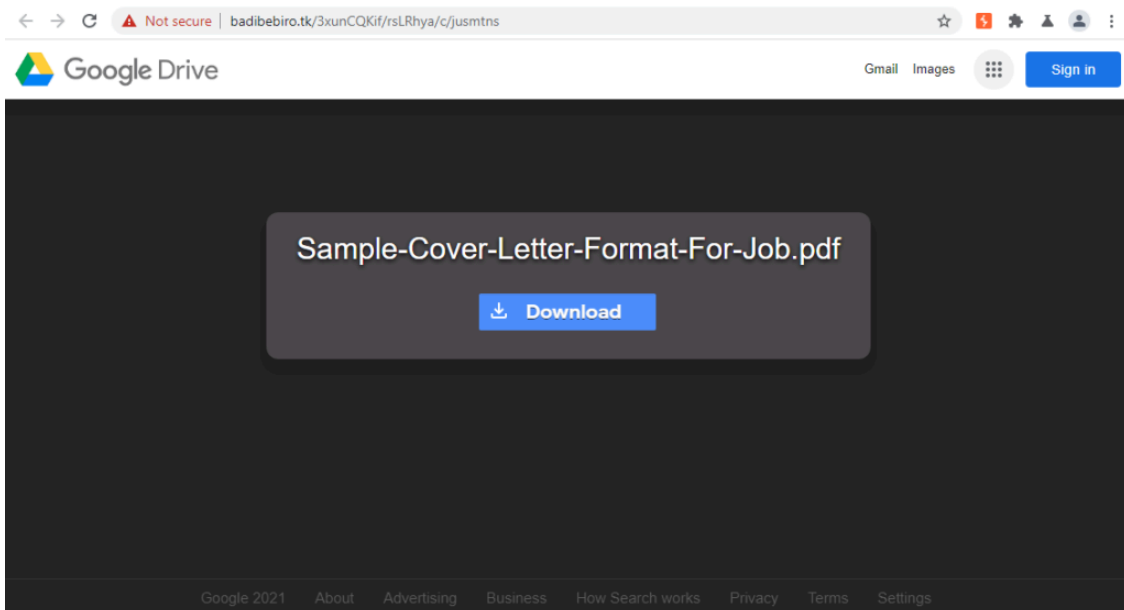 Not secure badibebiro.tk/3xunCQKif/rsLRhya/c/jusmtns
Google Drive Gmail Images Sign in
Sample-Cover-Letter-Format-For-Job.pdf
Download
Google 2021 About Advertising Business How Search works Privacy Terms Settings